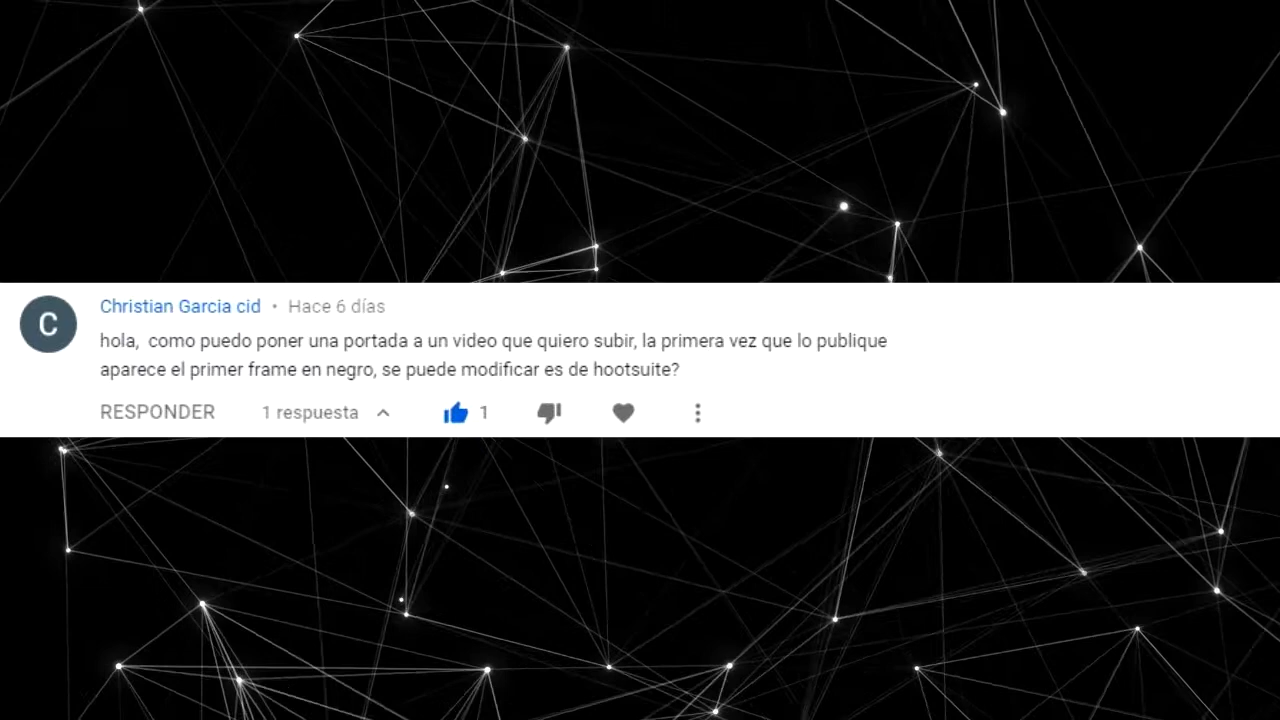 C
Christian Garcia cid • Hace 6 días
hola,  como puedo poner una portada a un video que quiero subir, la primera vez que lo publique
aparece el primer frame en negro, se puede modificar es de hootsuite?
RESPONDER 1 respuesta 1